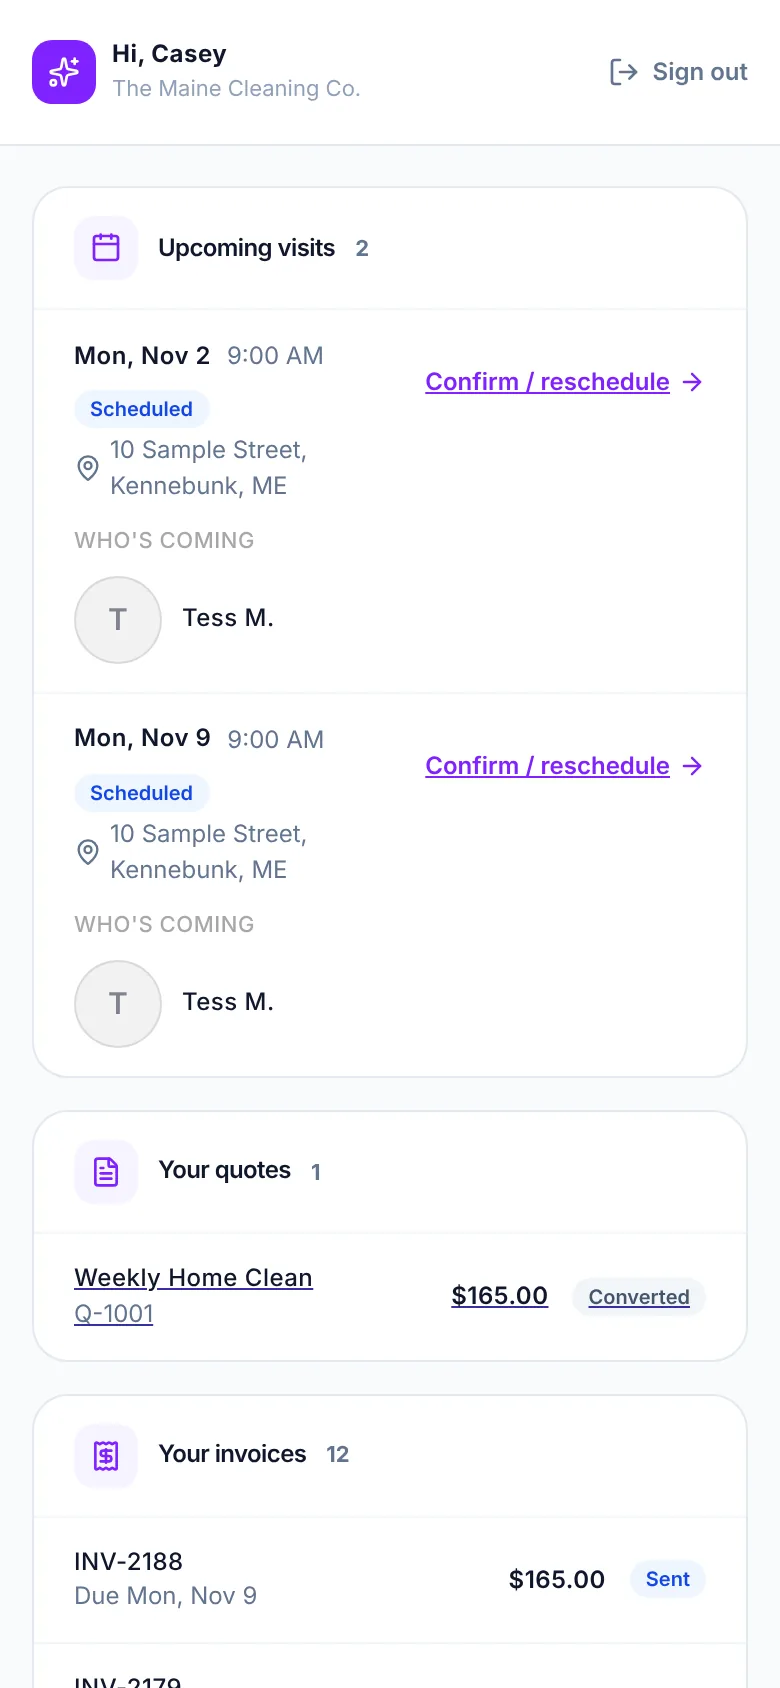 Hi, Casey
The Maine Cleaning Co.
Sign out
Upcoming visits 2
Mon, Nov 2 9:00 AM
Confirm / reschedule →
Scheduled
10 Sample Street,
Kennebunk, ME
WHO'S COMING
T
Tess M.
Mon, Nov 9 9:00 AM
Confirm / reschedule →
Scheduled
10 Sample Street,
Kennebunk, ME
WHO'S COMING
T
Tess M.
Your quotes 1
Weekly Home Clean
Q-1001
$165.00 Converted
Your invoices 12
INV-2188
Due Mon, Nov 9
$165.00 Sent
INV-2179